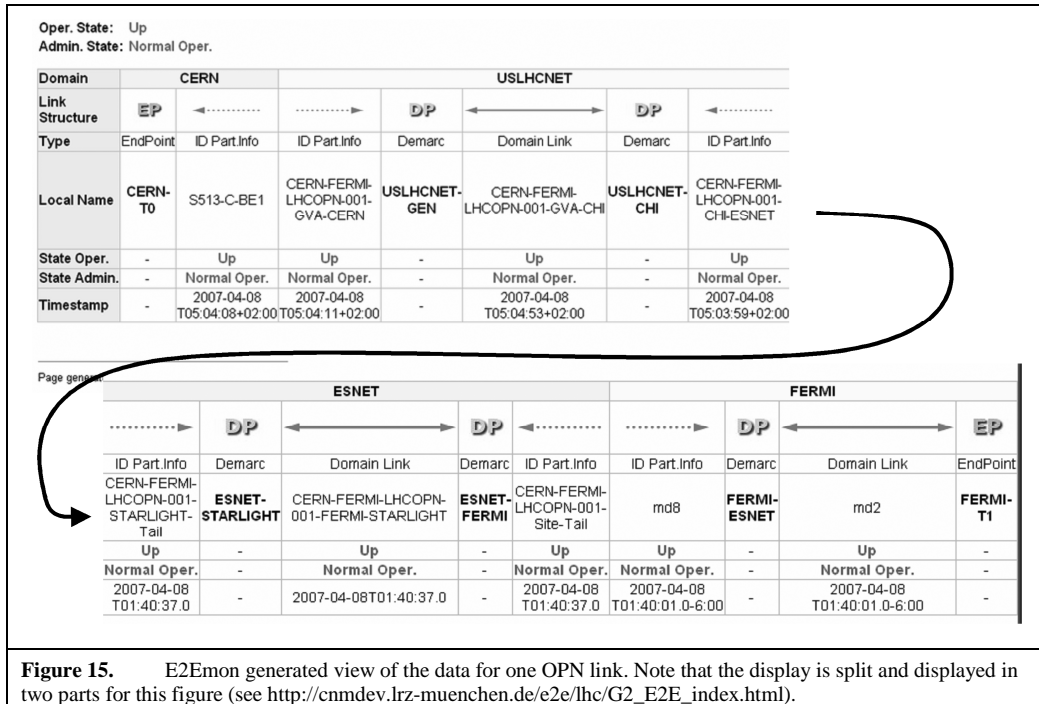 Oper. State: Up
Admin. State: Normal Oper.
Domain CERN USLHCNET
Link Structure EP DP DP
Type EndPoint ID Part.Info ID Part.Info Demarc Domain Link Demarc ID Part.Info
Local Name CERN-T0 S513-C-BE1 CERN-FERMI-LHCOPN-001-GVA-CERN USLHCNET-GEN CERN-FERMI-LHCOPN-001-GVA-CHI USLHCNET-CHI CERN-FERMI-LHCOPN-001-CHI-ESNET
State Oper. - Up Up - Up - Up
State Admin. - Normal Oper. Normal Oper. - Normal Oper. - Normal Oper.
Timestamp - 2007-04-08 T05:04:08+02:00 2007-04-08 T05:04:11+02:00 - 2007-04-08 T05:04:53+02:00 - 2007-04-08 T05:03:59+02:00
Page
ESNET FERMI
DP DP DP EP
ID Part.Info Demarc Domain Link Demarc ID Part.Info ID Part.Info Demarc Domain Link EndPoint
CERN-FERMI-LHCOPN-001-STARLIGHT-Tail ESNET-STARLIGHT CERN-FERMI-LHCOPN-001-FERMI-STARLIGHT ESNET-FERMI CERN-FERMI-LHCOPN-001-Site-Tail md8 FERMI-ESNET md2 FERMI-T1
Up - Up - Up Up - Up -
Normal Oper. - Normal Oper. - Normal Oper. Normal Oper. - Normal Oper. -
2007-04-08 T01:40:37.0 - 2007-04-08T01:40:37.0 - 2007-04-08 T01:40:37.0 2007-04-08 T01:40:01.0-6:00 - 2007-04-08 T01:40:01.0-6:00 -
Figure 15. E2Emon generated view of the data for one OPN link. Note that the display is split and displayed in
two parts for this figure (see http://cnmdev.lrz-muenchen.de/e2e/lhc/G2_E2E_index.html).